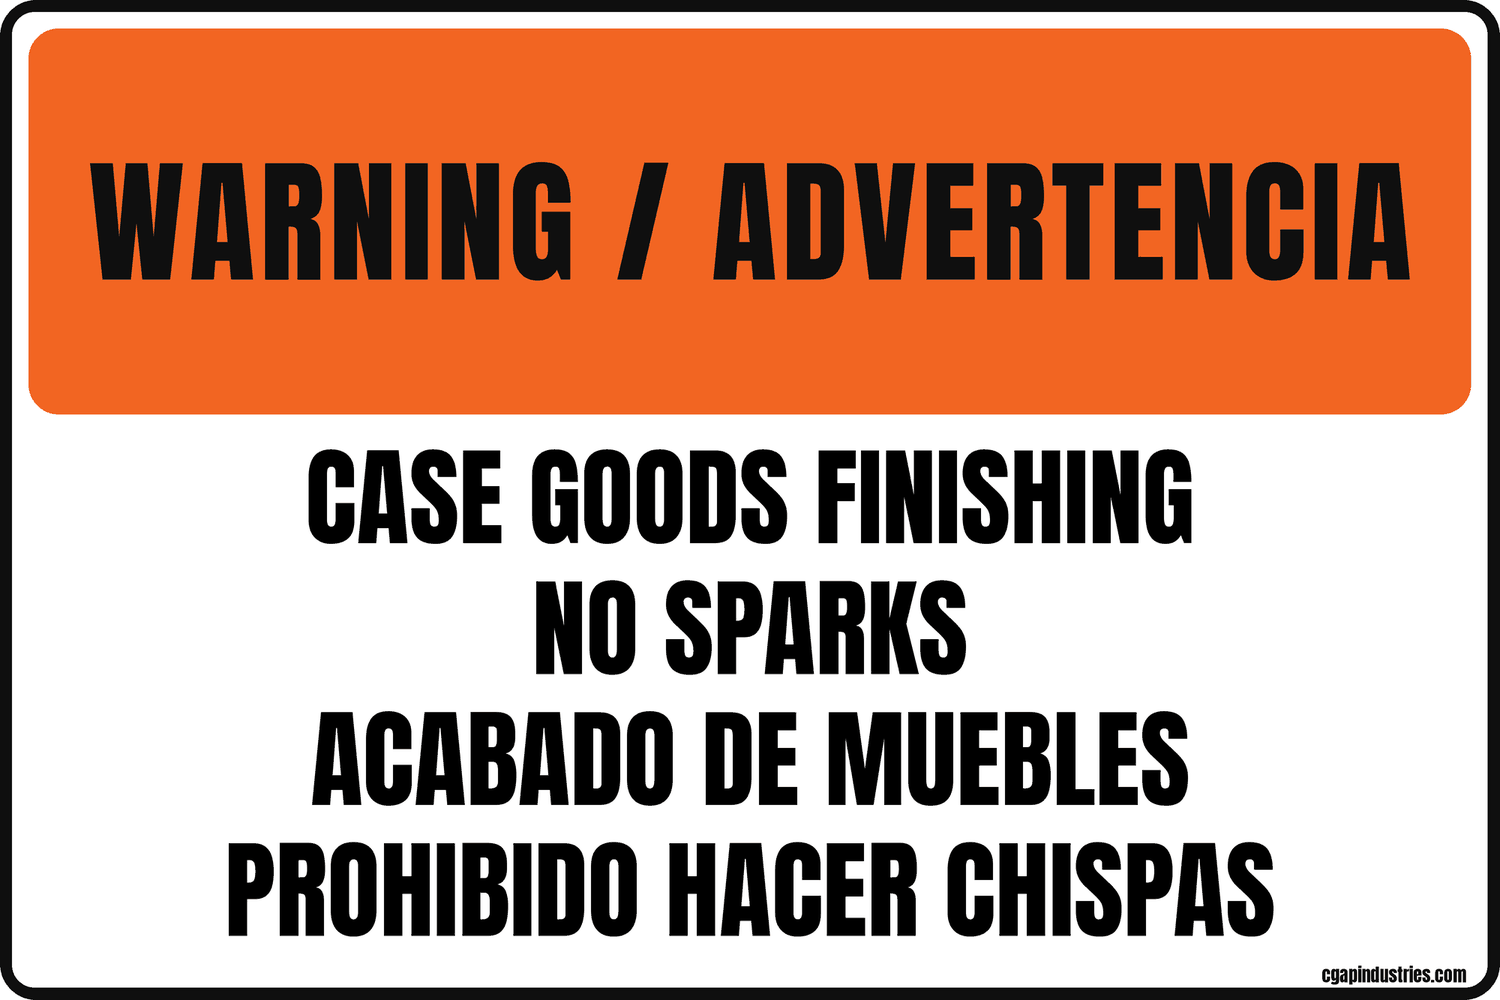 WARNING / ADVERTENCIA
CASE GOODS FINISHING
NO SPARKS
ACABADO DE MUEBLES
PROHIBIDO HACER CHISPAS
cgapindustries.com